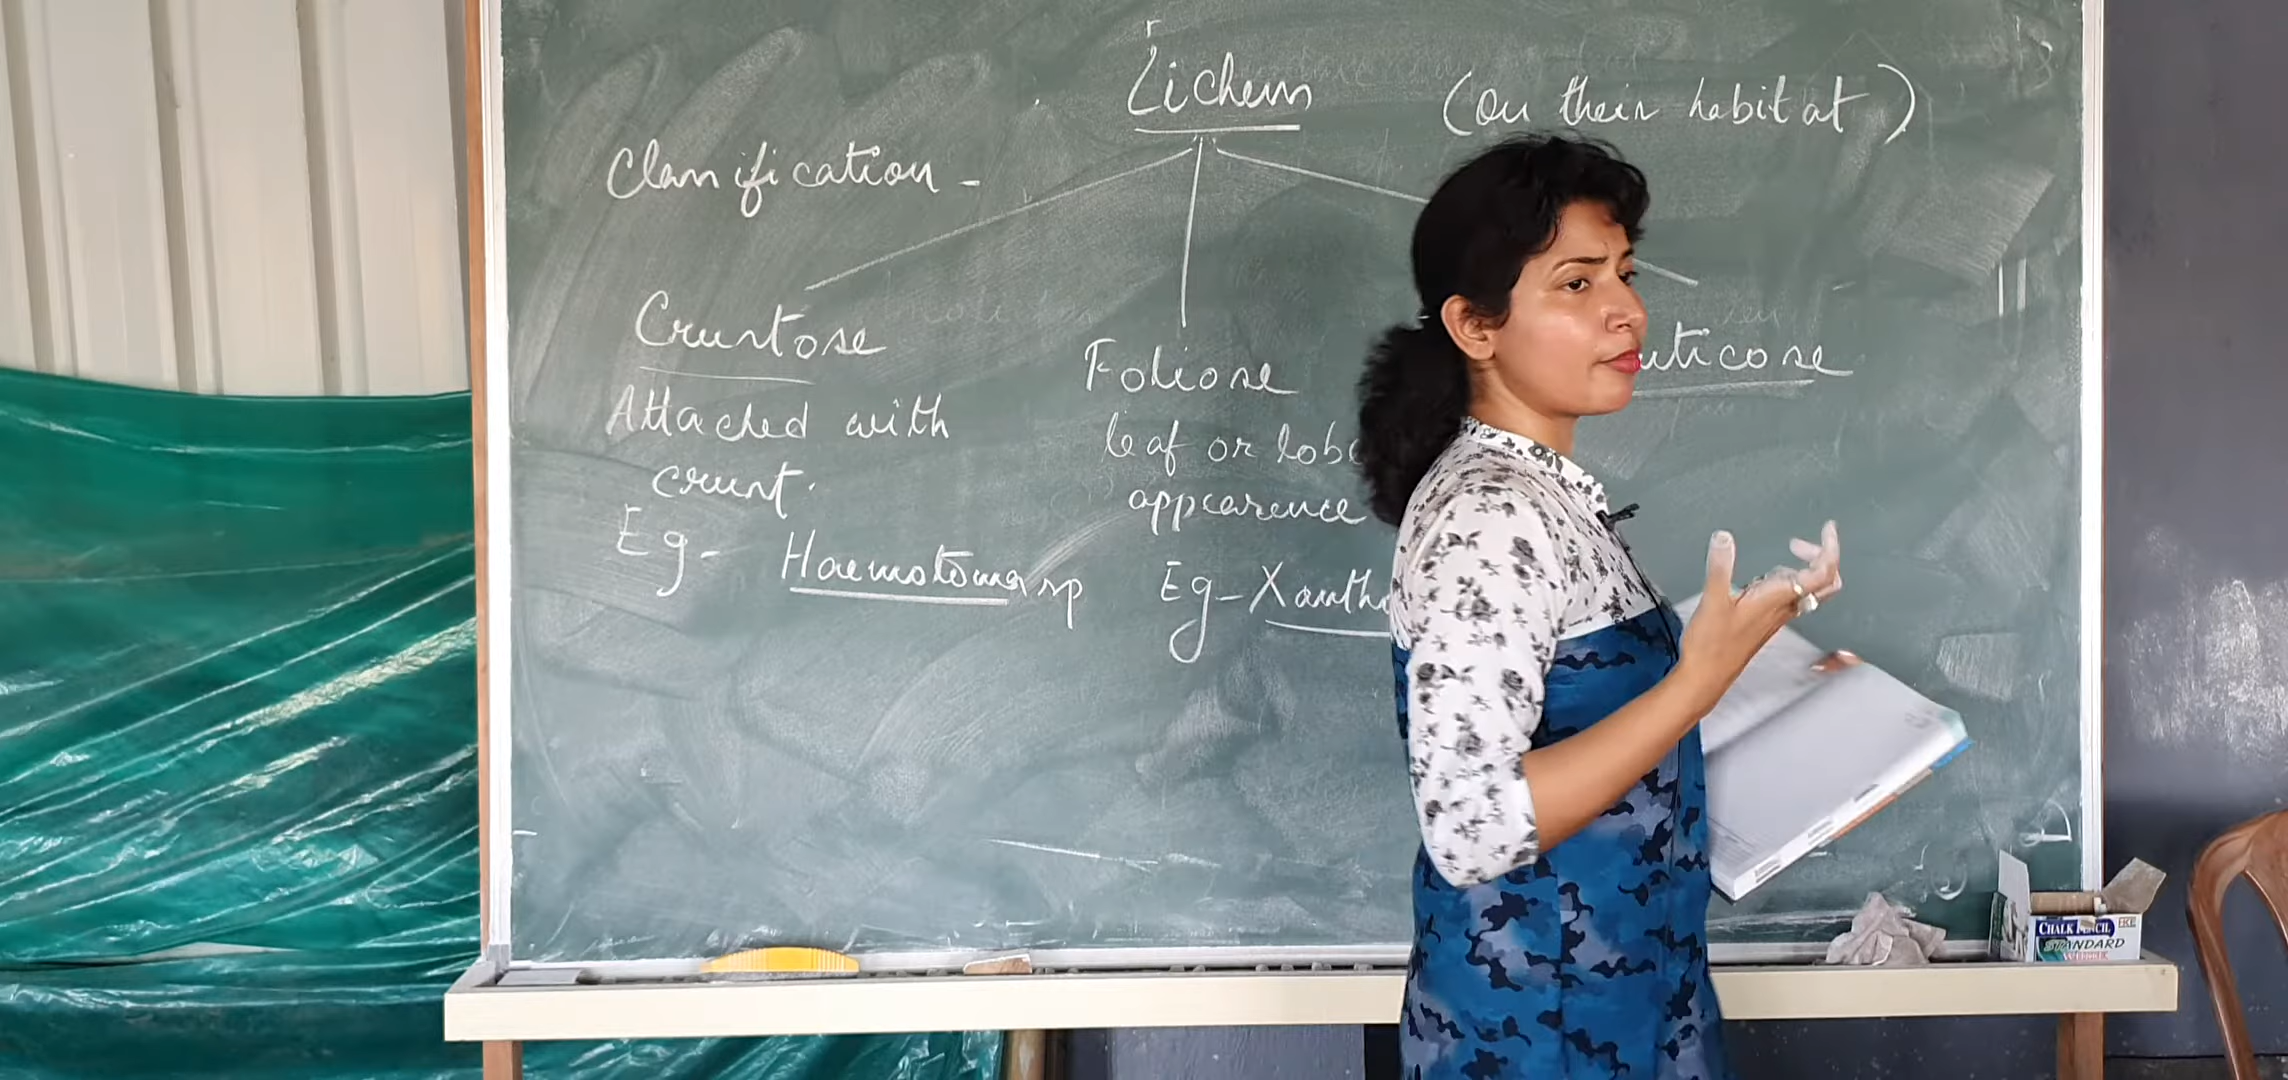 Lichens (on their habitat)
Classification -
Crustose
Attached with
crust.
Eg- Haematomma sp
Foliose
leaf or lobe
appearence
Eg- Xantho
uticose
CHALK PENCIL
STANDARD